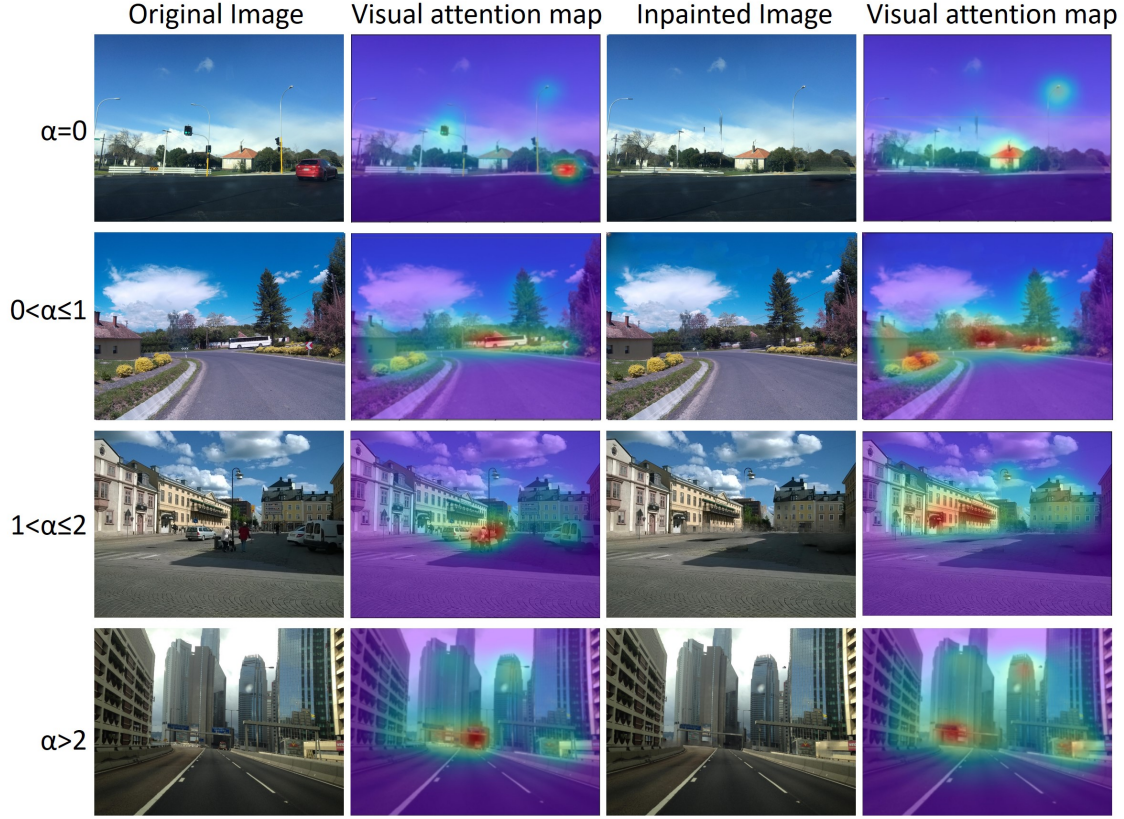 Original Image Visual attention map Inpainted Image Visual attention map
α=0
0<α≤1
1<α≤2
α>2